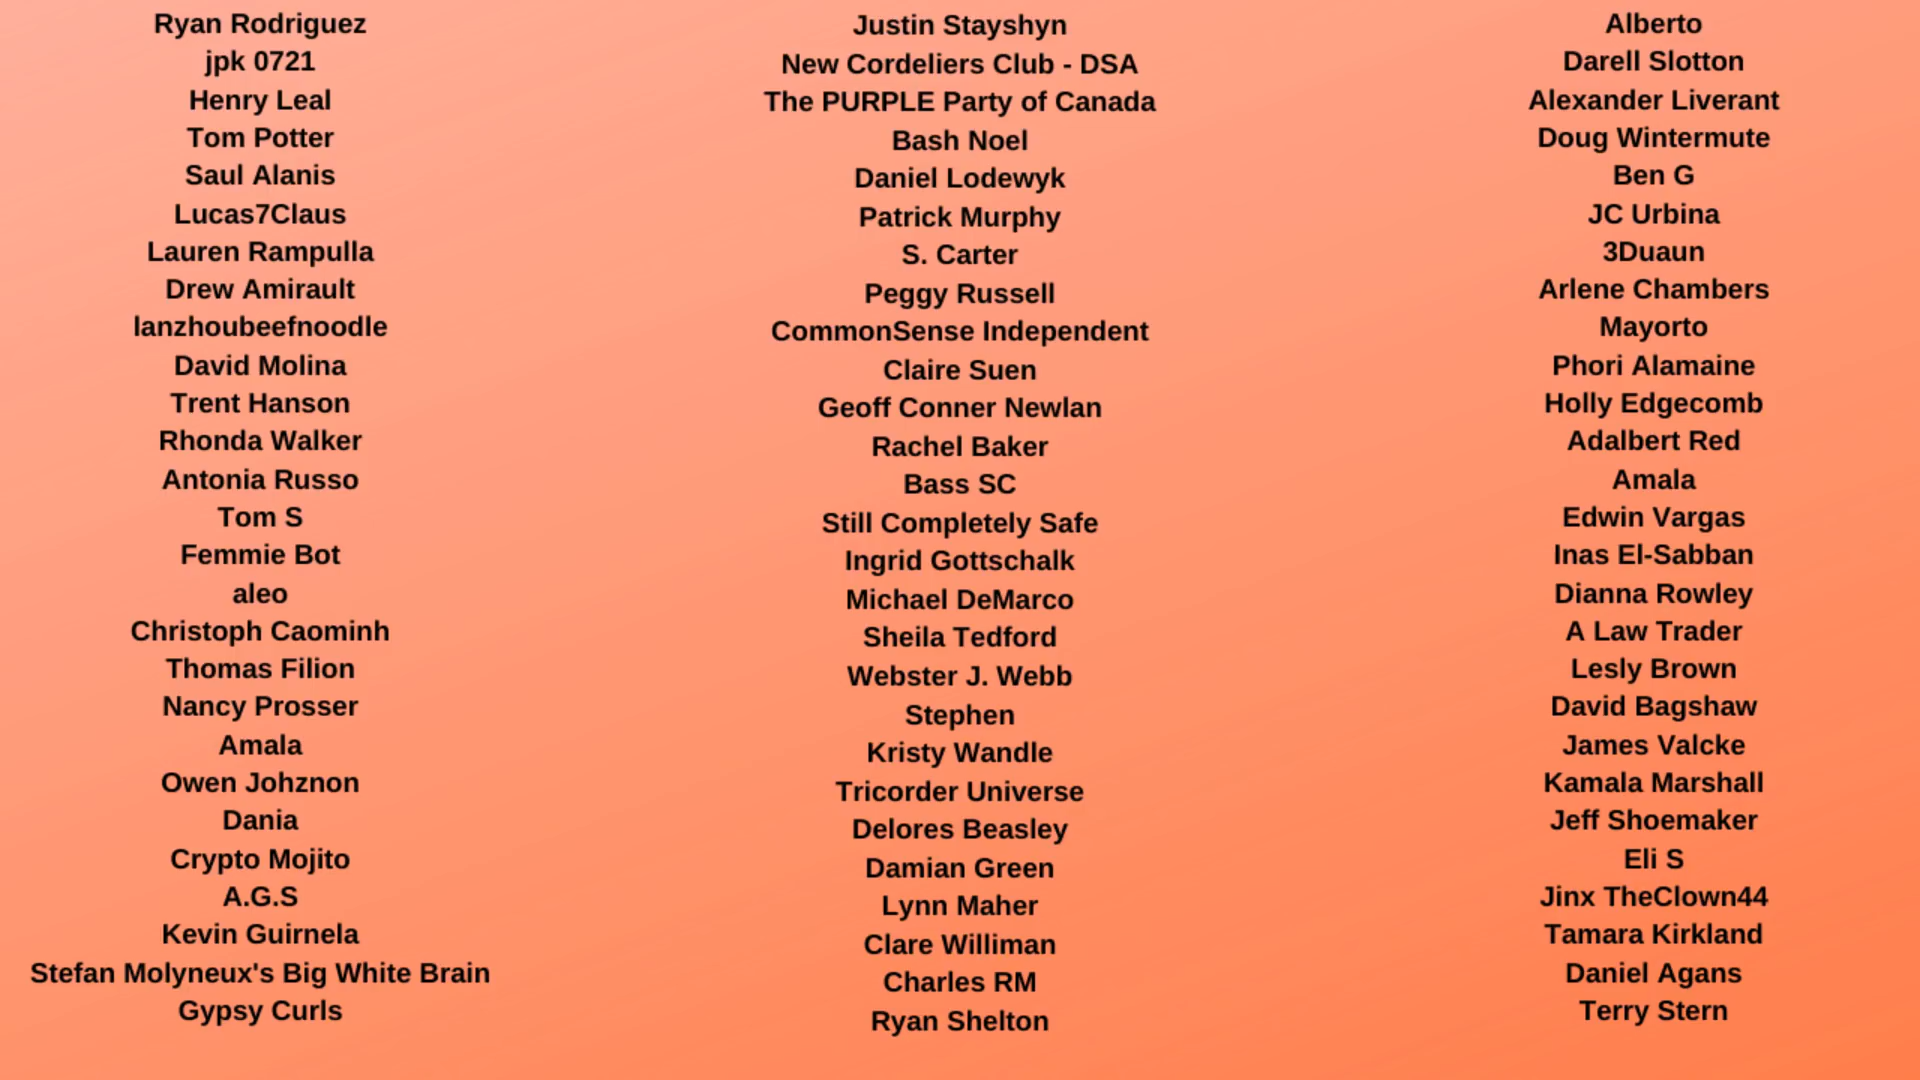 Ryan Rodriguez
jpk 0721
Henry Leal
Tom Potter
Saul Alanis
Lucas7Claus
Lauren Rampulla
Drew Amirault
lanzhoubeefnoodle
David Molina
Trent Hanson
Rhonda Walker
Antonia Russo
Tom S
Femmie Bot
aleo
Christoph Caominh
Thomas Filion
Nancy Prosser
Amala
Owen Johznon
Dania
Crypto Mojito
A.G.S
Kevin Guirnela
Stefan Molyneux's Big White Brain
Gypsy Curls
Justin Stayshyn
New Cordeliers Club - DSA
The PURPLE Party of Canada
Bash Noel
Daniel Lodewyk
Patrick Murphy
S. Carter
Peggy Russell
CommonSense Independent
Claire Suen
Geoff Conner Newlan
Rachel Baker
Bass SC
Still Completely Safe
Ingrid Gottschalk
Michael DeMarco
Sheila Tedford
Webster J. Webb
Stephen
Kristy Wandle
Tricorder Universe
Delores Beasley
Damian Green
Lynn Maher
Clare Williman
Charles RM
Ryan Shelton
Alberto
Darell Slotton
Alexander Liverant
Doug Wintermute
Ben G
JC Urbina
3Duaun
Arlene Chambers
Mayorto
Phori Alamaine
Holly Edgecomb
Adalbert Red
Amala
Edwin Vargas
Inas El-Sabban
Dianna Rowley
A Law Trader
Lesly Brown
David Bagshaw
James Valcke
Kamala Marshall
Jeff Shoemaker
Eli S
Jinx TheClown44
Tamara Kirkland
Daniel Agans
Terry Stern